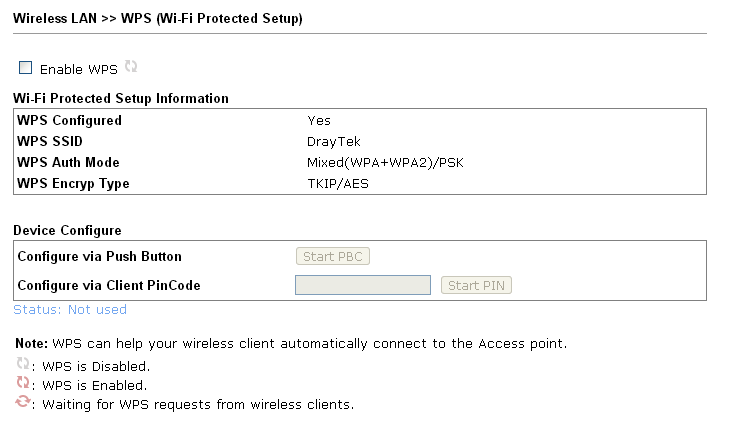 Wireless LAN >> WPS (Wi-Fi Protected Setup)
Enable WPS
Wi-Fi Protected Setup Information
WPS Configured Yes
WPS SSID DrayTek
WPS Auth Mode Mixed(WPA+WPA2)/PSK
WPS Encryp Type TKIP/AES
Device Configure
Configure via Push Button Start PBC
Configure via Client PinCode Start PIN
Status: Not used
Note: WPS can help your wireless client automatically connect to the Access point.
: WPS is Disabled.
: WPS is Enabled.
: Waiting for WPS requests from wireless clients.